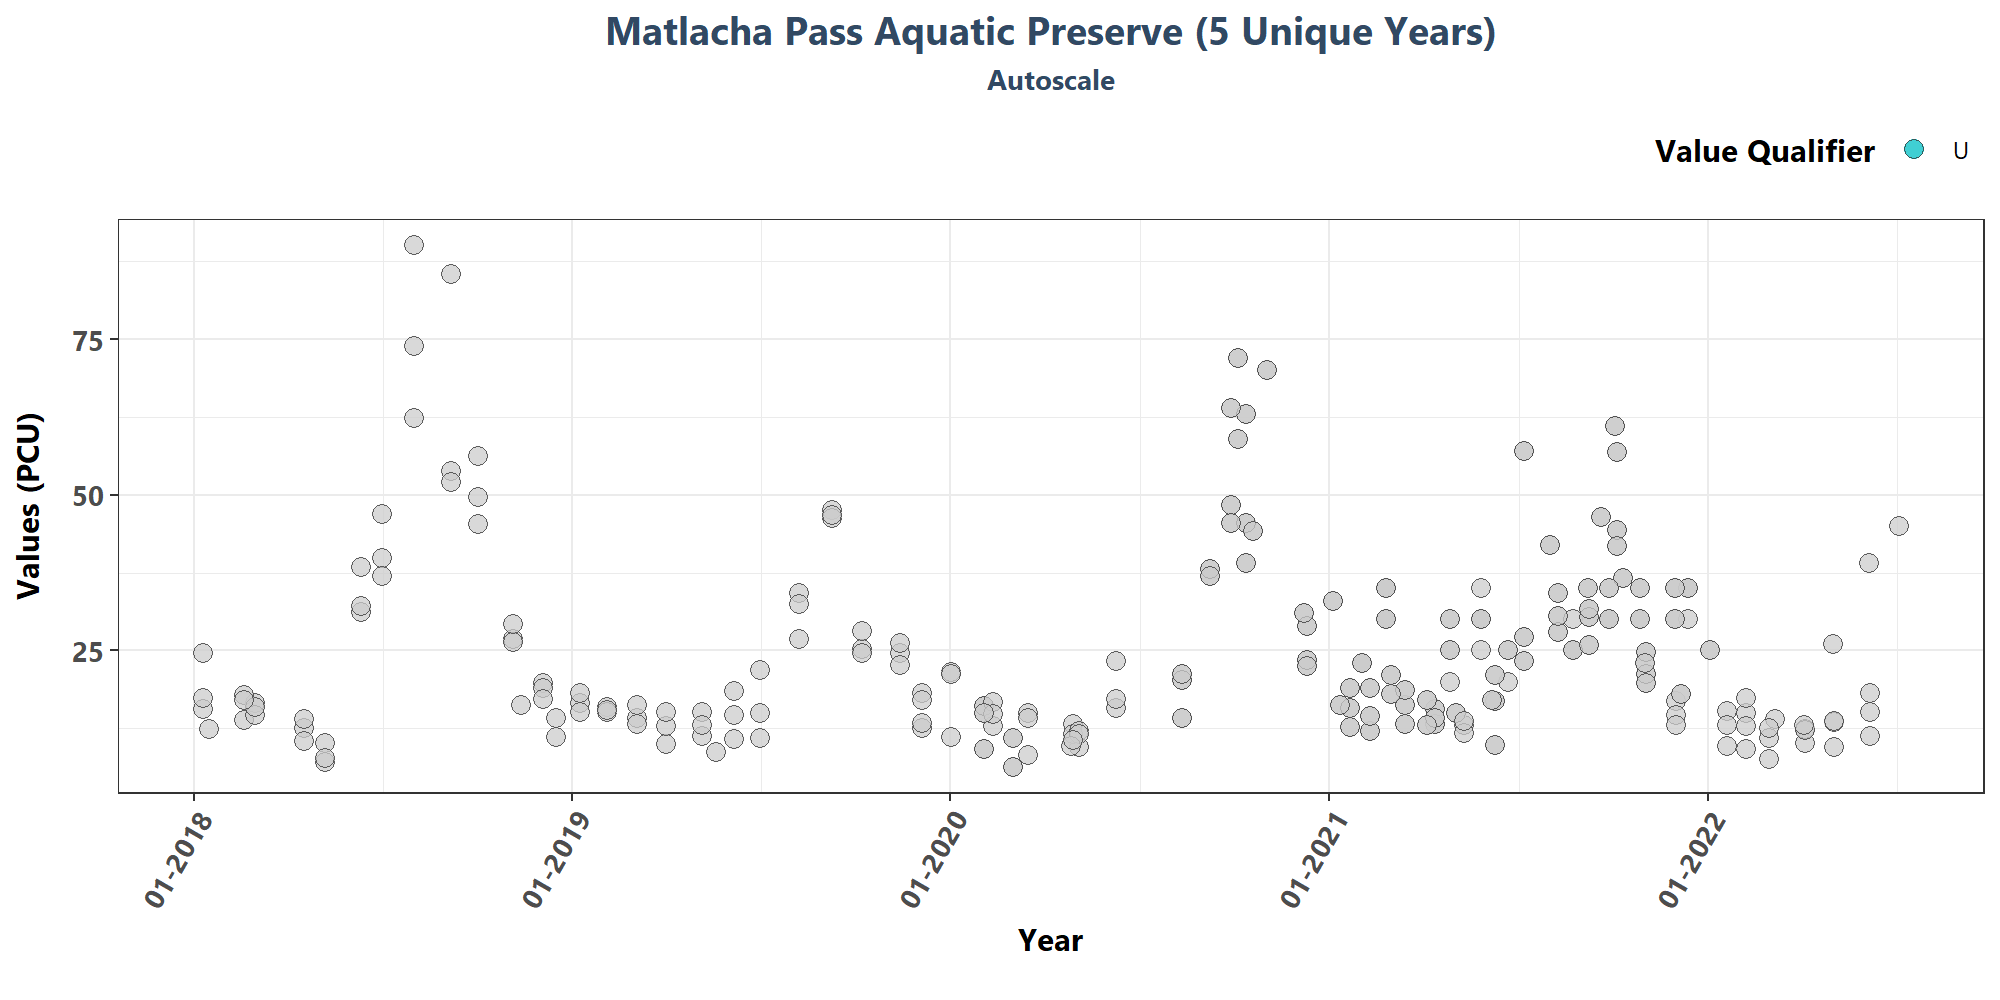 Matlacha Pass Aquatic Preserve (5 Unique Years)
Autoscale
Value Qualifier U
Values (PCU)
75
50
25
01-2018
01-2019
01-2020
01-2021
01-2022
Year